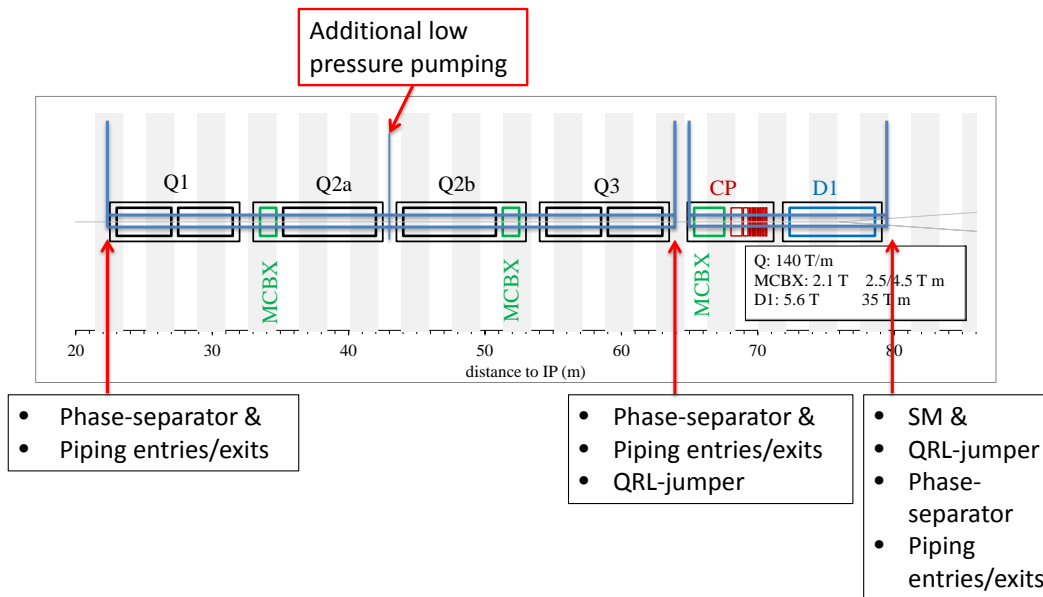 Additional low
pressure pumping
Q1
Q2a
Q2b
Q3
CP
D1
MCBX
MCBX
MCBX
Q: 140 T/m
MCBX: 2.1 T 2.5/4.5 T m
D1: 5.6 T 35 T m
20 30 40 50 60 70 80
distance to IP (m)
• Phase-separator &
• Piping entries/exits
• Phase-separator &
• Piping entries/exits
• QRL-jumper
• SM &
• QRL-jumper
• Phase-
separator
• Piping
entries/exits